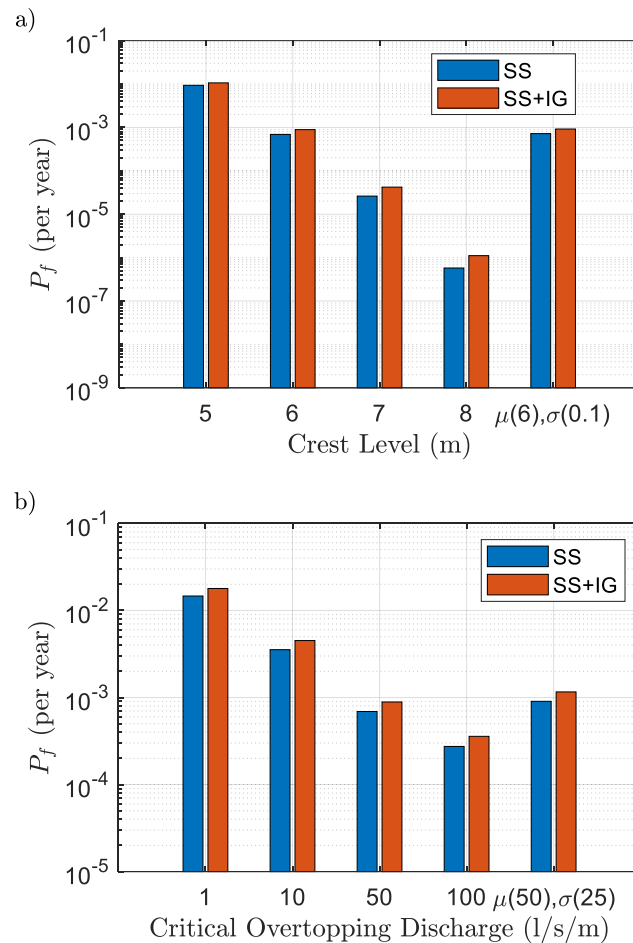 a)
10^-1
10^-3
10^-5
10^-7
10^-9
P_f (per year)
SS
SS+IG
5 6 7 8 μ(6),σ(0.1)
Crest Level (m)
b)
10^-1
10^-2
10^-3
10^-4
10^-5
P_f (per year)
SS
SS+IG
1 10 50 100 μ(50),σ(25)
Critical Overtopping Discharge (l/s/m)